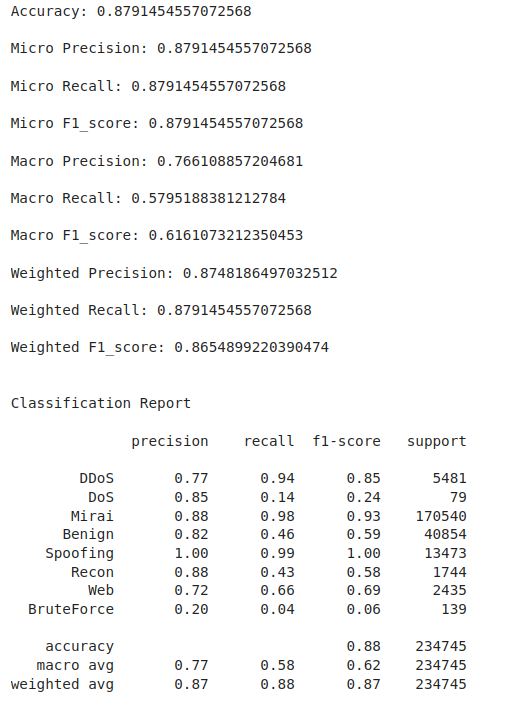 Accuracy: 0.8791454557072568
Micro Precision: 0.8791454557072568
Micro Recall: 0.8791454557072568
Micro F1_score: 0.8791454557072568
Macro Precision: 0.766108857204681
Macro Recall: 0.5795188381212784
Macro F1_score: 0.6161073212350453
Weighted Precision: 0.8748186497032512
Weighted Recall: 0.8791454557072568
Weighted F1_score: 0.8654899220390474
Classification Report
precision recall f1-score support
DDoS 0.77 0.94 0.85 5481
DoS 0.85 0.14 0.24 79
Mirai 0.88 0.98 0.93 170540
Benign 0.82 0.46 0.59 40854
Spoofing 1.00 0.99 1.00 13473
Recon 0.88 0.43 0.58 1744
Web 0.72 0.66 0.69 2435
BruteForce 0.20 0.04 0.06 139
accuracy 0.88 234745
macro avg 0.77 0.58 0.62 234745
weighted avg 0.87 0.88 0.87 234745